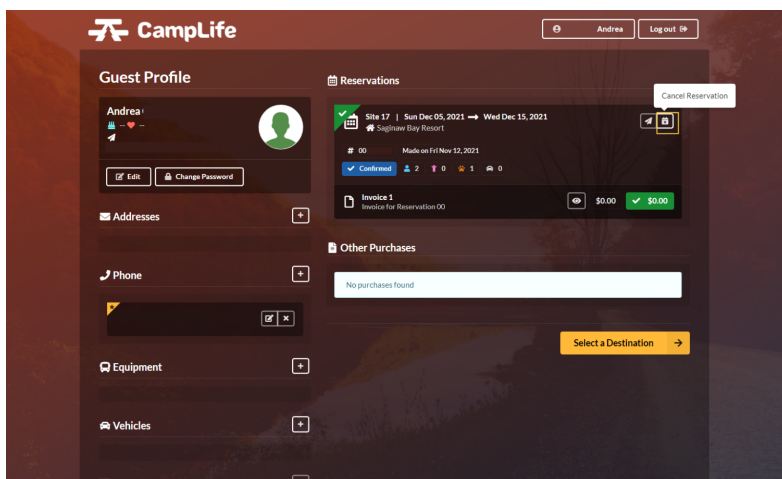 CampLife
Andrea
Log out
Guest Profile
Reservations
Cancel Reservation
Andrea
-- --
Site 17 | Sun Dec 05, 2021 → Wed Dec 15, 2021
Saginaw Bay Resort
# 00 Made on Fri Nov 12, 2021
Confirmed 2 0 1 0
Edit
Change Password
Invoice 1
Invoice for Reservation 00
$0.00
$0.00
Addresses
+
Other Purchases
No purchases found
Phone
+
Select a Destination →
Equipment
+
Vehicles
+